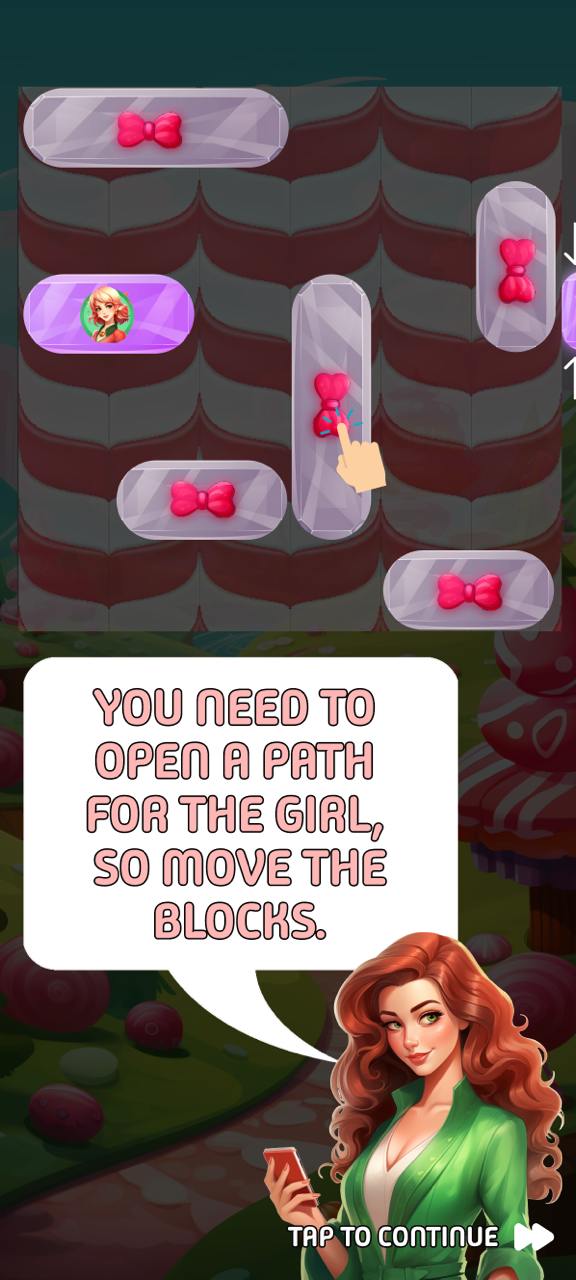 YOU NEED TO
OPEN A PATH
FOR THE GIRL,
SO MOVE THE
BLOCKS.
TAP TO CONTINUE